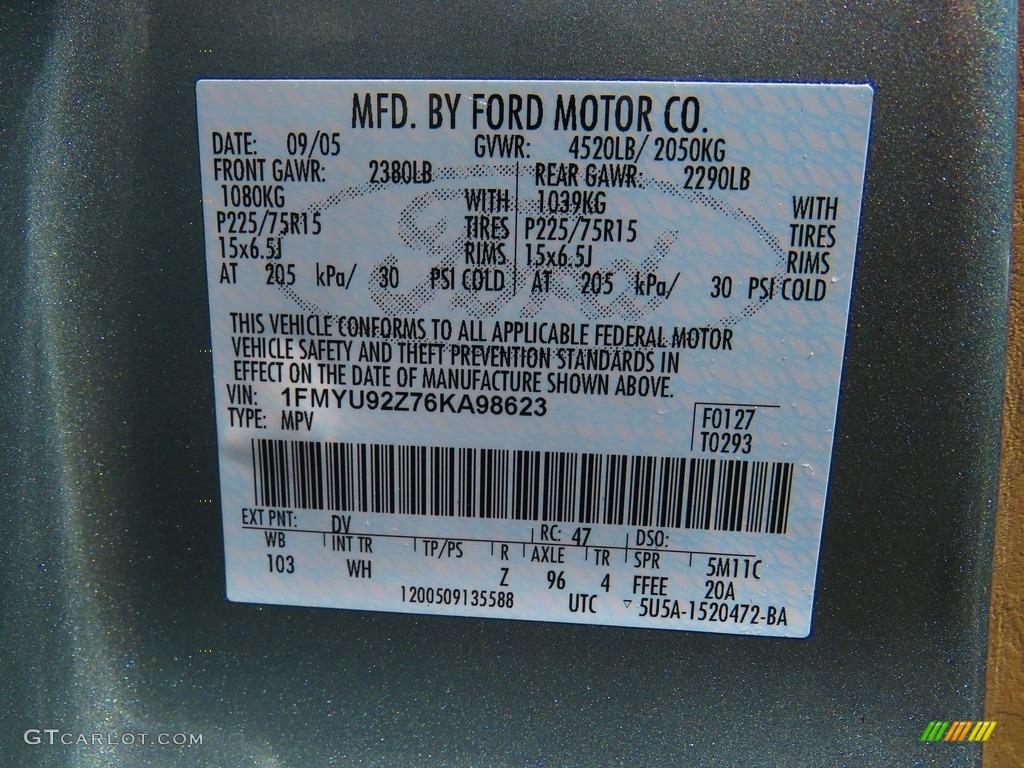 MFD. BY FORD MOTOR CO.
DATE: 09/05 GVWR: 4520LB/ 2050KG
FRONT GAWR: 2380LB REAR GAWR: 2290LB
1080KG WITH 1039KG WITH
P225/75R15 TIRES P225/75R15 TIRES
15x6.5J RIMS 15x6.5J RIMS
AT 205 kPa/ 30 PSI COLD AT 205 kPa/ 30 PSI COLD
THIS VEHICLE CONFORMS TO ALL APPLICABLE FEDERAL MOTOR
VEHICLE SAFETY AND THEFT PREVENTION STANDARDS IN
EFFECT ON THE DATE OF MANUFACTURE SHOWN ABOVE.
VIN: 1FMYU92Z76KA98623
TYPE: MPV
F0127
T0293
EXT PNT: DV RC: 47 DSO:
WB INT TR TP/PS R AXLE TR SPR 5M11C
103 WH Z 96 4 FFEE 20A
1200509135588 UTC ▽ 5U5A-1520472-BA
Ford
GTCARLOT.COM